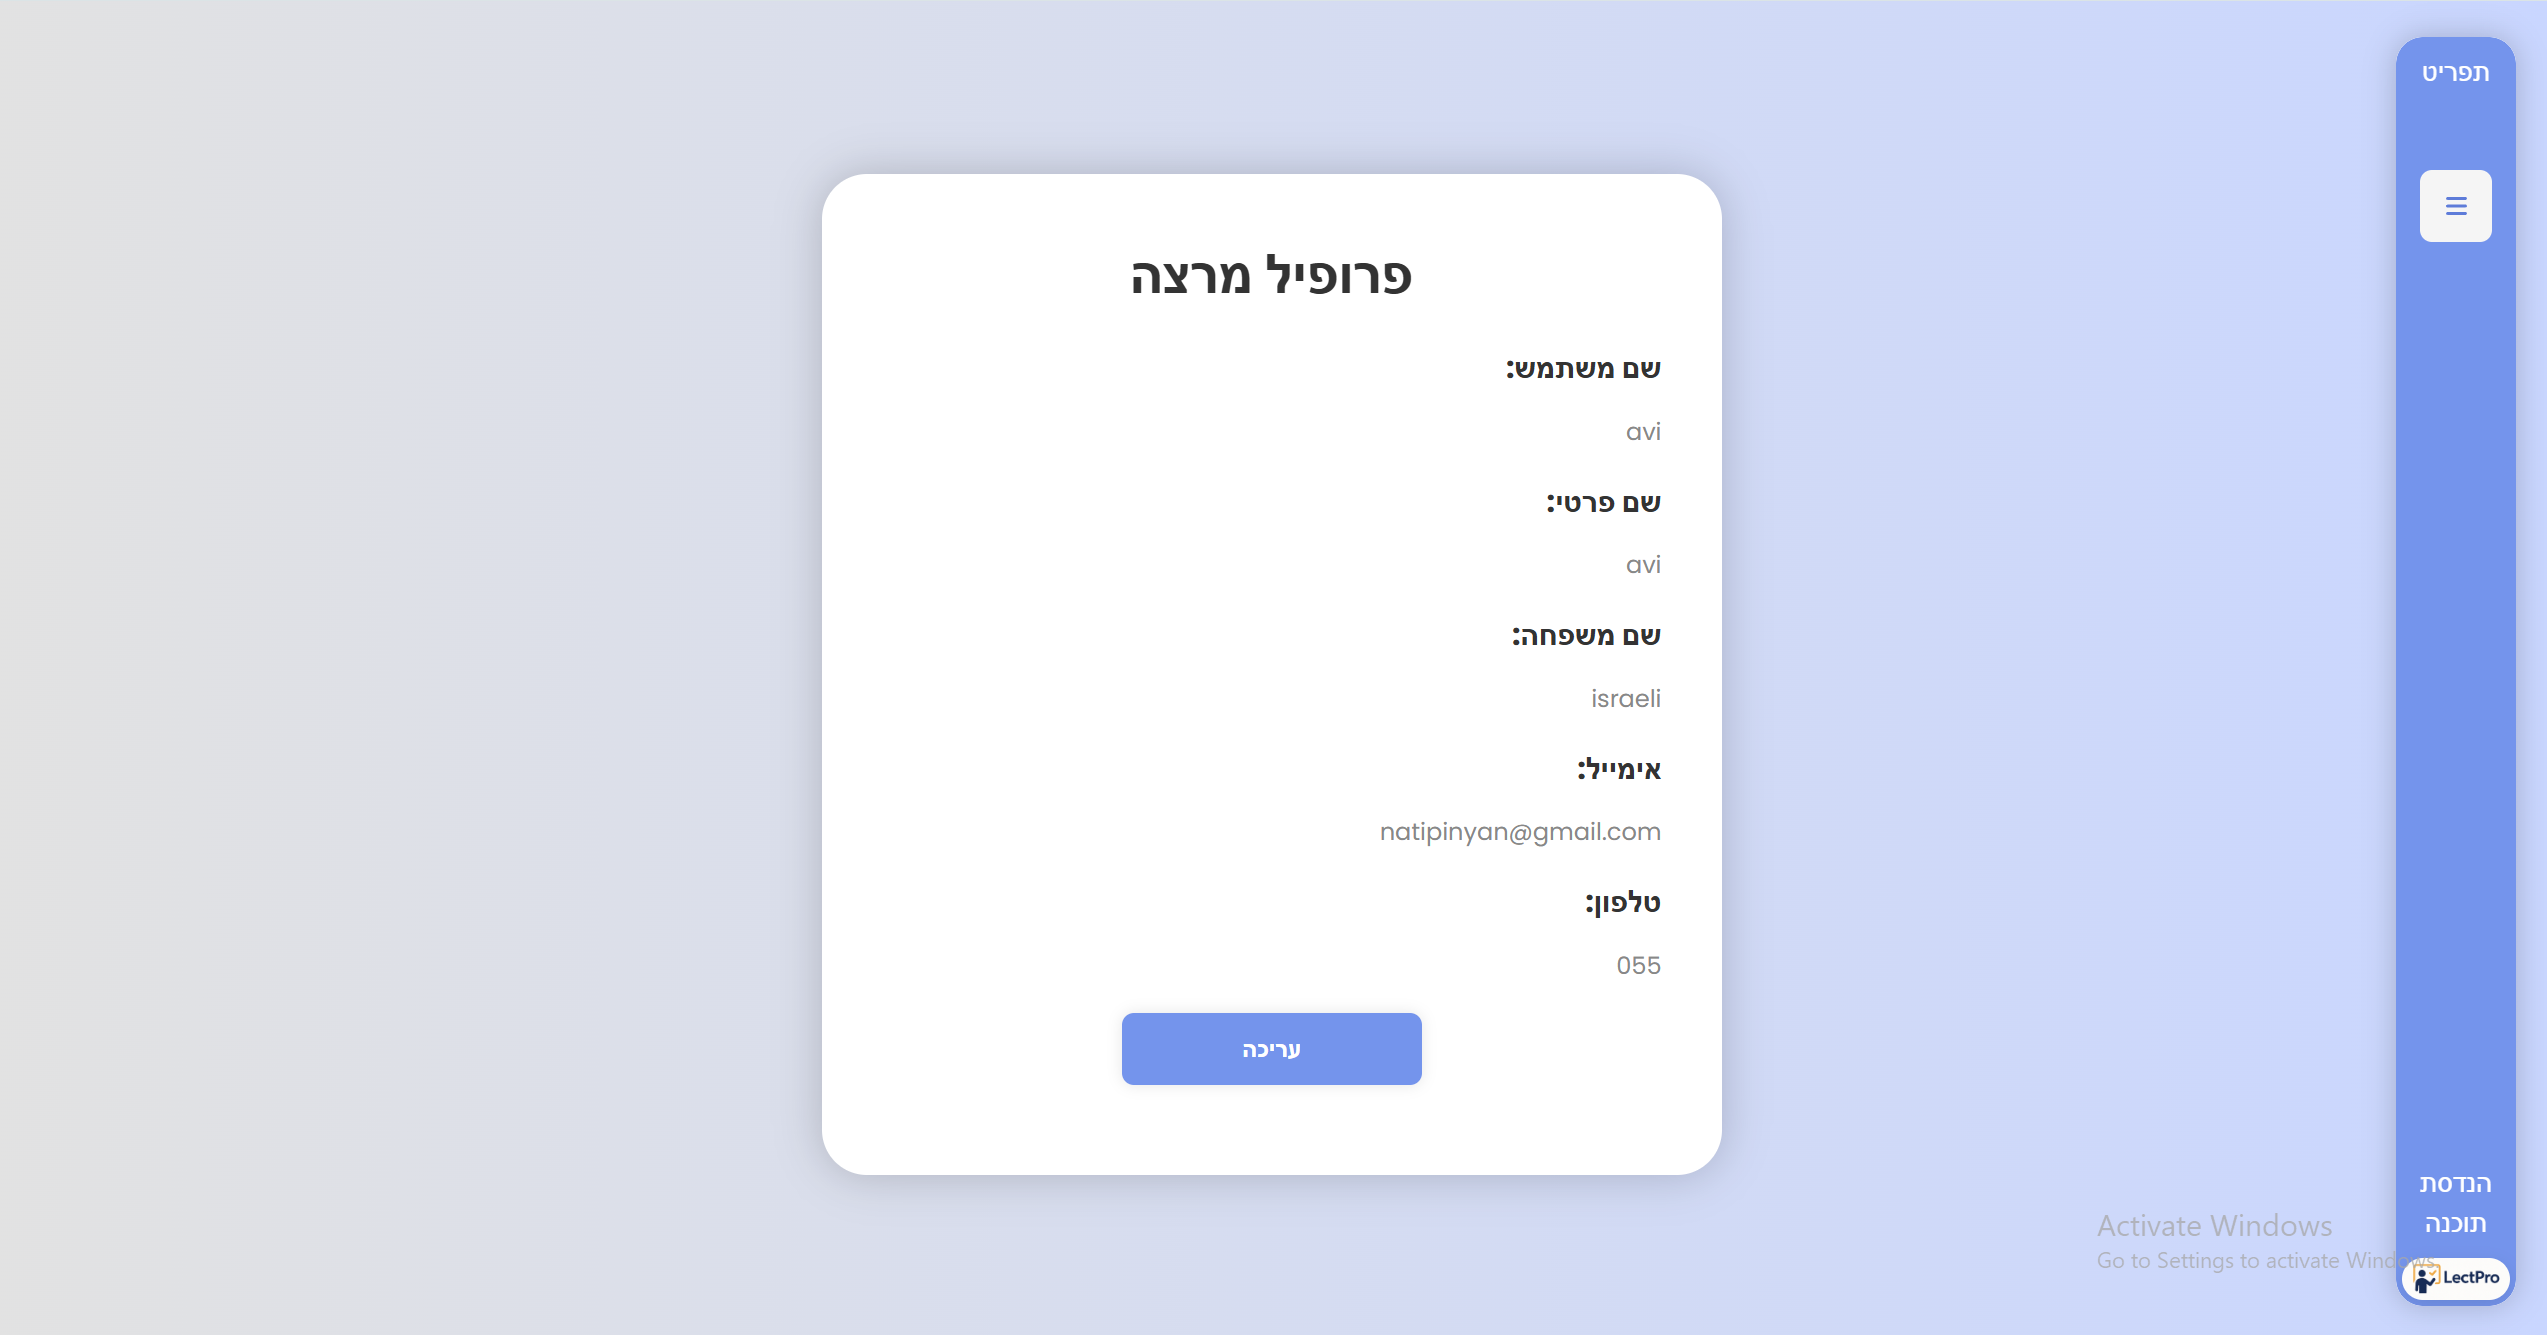 תפריט
פרופיל מרצה
שם משתמש:
avi
שם פרטי:
avi
שם משפחה:
israeli
אימייל:
natipinyan@gmail.com
טלפון:
055
עריכה
הנדסת
תוכנה
Activate Windows
Go to Settings to activate Windows.
LectPro